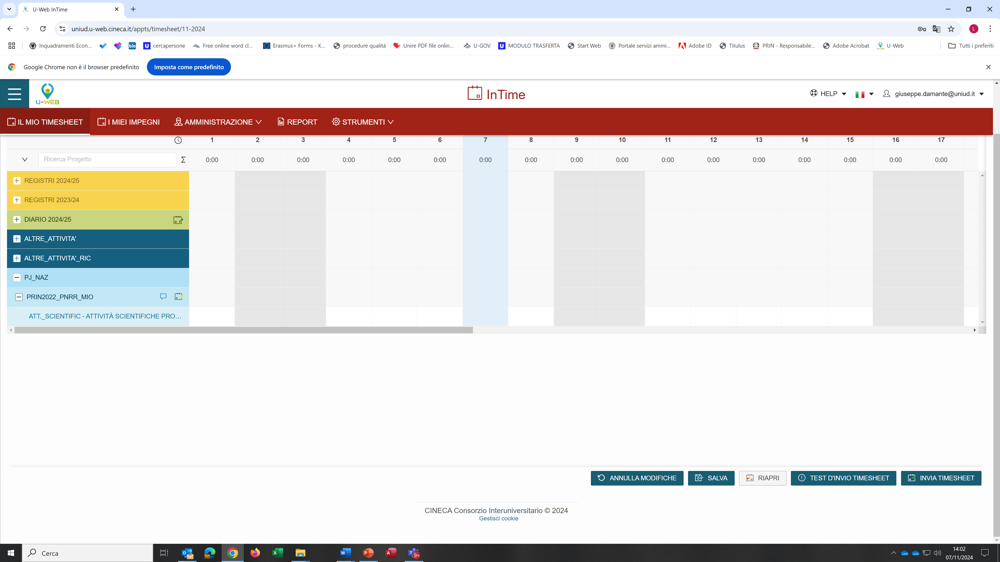 U-Web InTime
uniud.u-web.cineca.it/appts/timesheet/11-2024
L
Inquadramenti Econ... bio U cercapersone Free online word cl... Erasmus+ Forms - K... procedure qualità Unire PDF file onlin... U-GOV U MODULO TRASFERTA Start Web Portale servizi ammi... Adobe ID Titulus PRIN - Responsabile... Adobe Acrobat U-Web Tutti i preferiti
Google Chrome non è il browser predefinito Imposta come predefinito
U-WEB InTime HELP giuseppe.damante@uniud.it
IL MIO TIMESHEET I MIEI IMPEGNI AMMINISTRAZIONE REPORT STRUMENTI
1 2 3 4 5 6 7 8 9 10 11 12 13 14 15 16 17
Ricerca Progetto Σ 0:00 0:00 0:00 0:00 0:00 0:00 0:00 0:00 0:00 0:00 0:00 0:00 0:00 0:00 0:00 0:00 0:00
REGISTRI 2024/25
REGISTRI 2023/24
DIARIO 2024/25
ALTRE_ATTIVITA'
ALTRE_ATTIVITA'_RIC
PJ_NAZ
PRIN2022_PNRR_MIO
ATT._SCIENTIFIC - ATTIVITÀ SCIENTIFICHE PRO...
ANNULLA MODIFICHE SALVA RIAPRI TEST D'INVIO TIMESHEET INVIA TIMESHEET
CINECA Consorzio Interuniversitario © 2024
Gestisci cookie
Cerca 9+ 14:02
07/11/2024